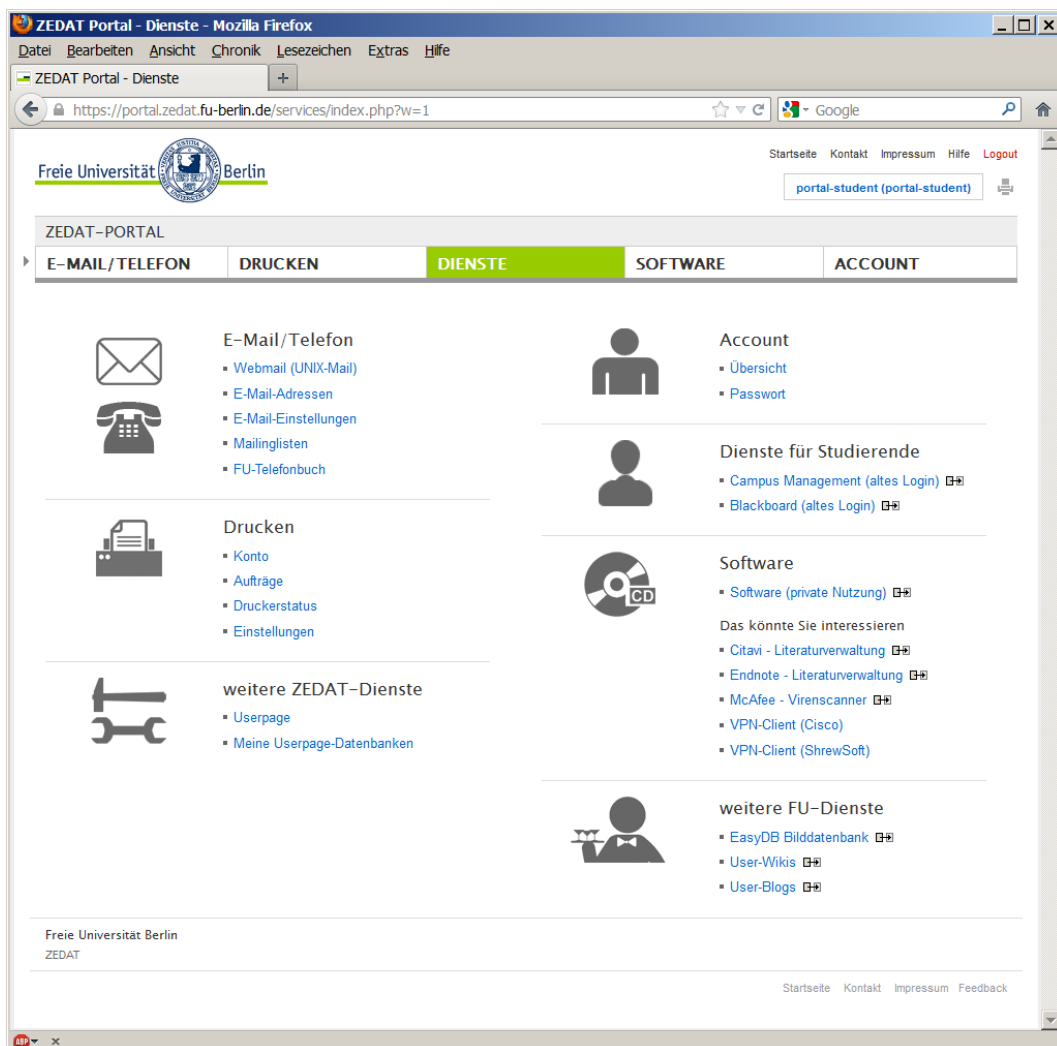 ZEDAT Portal - Dienste - Mozilla Firefox
Datei Bearbeiten Ansicht Chronik Lesezeichen Extras Hilfe
ZEDAT Portal - Dienste
https://portal.zedat.fu-berlin.de/services/index.php?w=1
Google
Freie Universität Berlin
Startseite Kontakt Impressum Hilfe Logout
portal-student (portal-student)
ZEDAT-PORTAL
E-MAIL/TELEFON DRUCKEN DIENSTE SOFTWARE ACCOUNT
E-Mail/Telefon
Webmail (UNIX-Mail)
E-Mail-Adressen
E-Mail-Einstellungen
Mailinglisten
FU-Telefonbuch
Drucken
Konto
Aufträge
Druckerstatus
Einstellungen
weitere ZEDAT-Dienste
Userpage
Meine Userpage-Datenbanken
Account
Übersicht
Passwort
Dienste für Studierende
Campus Management (altes Login)
Blackboard (altes Login)
CD
Software
Software (private Nutzung)
Das könnte Sie interessieren
Citavi - Literaturverwaltung
Endnote - Literaturverwaltung
McAfee - Virenscanner
VPN-Client (Cisco)
VPN-Client (ShrewSoft)
weitere FU-Dienste
EasyDB Bilddatenbank
User-Wikis
User-Blogs
Freie Universität Berlin
ZEDAT
Startseite Kontakt Impressum Feedback
ABP